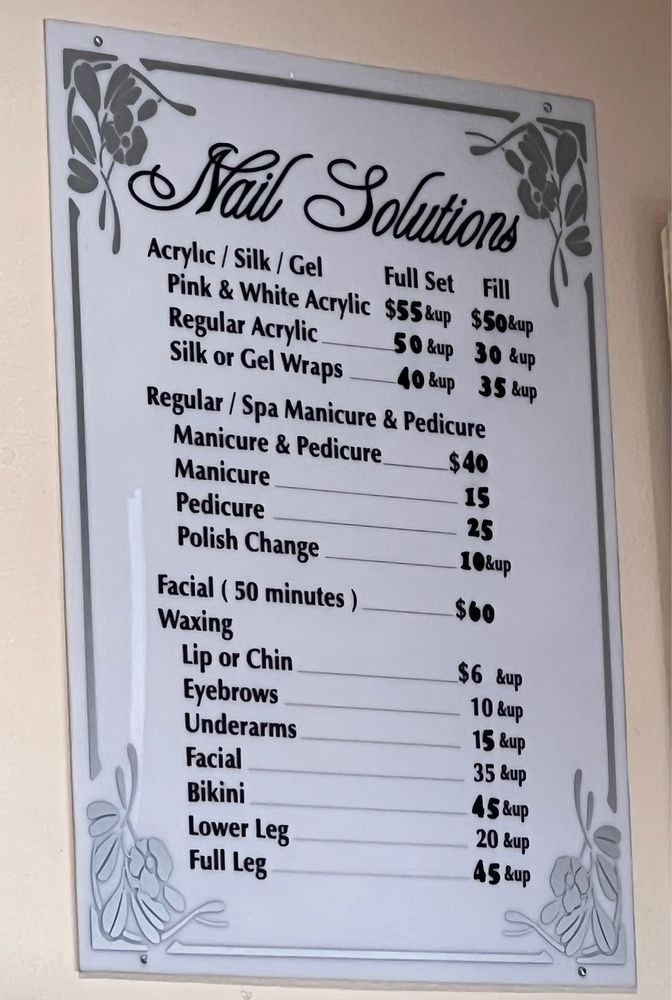 Nail Solutions
Acrylic / Silk / Gel Full Set Fill
Pink & White Acrylic $55 &up $50 &up
Regular Acrylic 50 &up 30 &up
Silk or Gel Wraps 40 &up 35 &up
Regular / Spa Manicure & Pedicure
Manicure & Pedicure $40
Manicure 15
Pedicure 25
Polish Change 10 &up
Facial ( 50 minutes ) $60
Waxing
Lip or Chin $6 &up
Eyebrows 10 &up
Underarms 15 &up
Facial 35 &up
Bikini 45 &up
Lower Leg 20 &up
Full Leg 45 &up